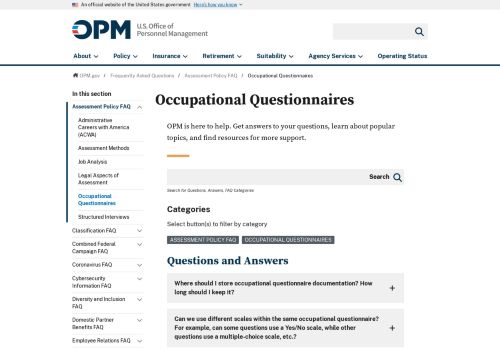 An official website of the United States government Here's how you know
OPM U.S. Office of
Personnel Management
About Policy Insurance Retirement Suitability Agency Services Operating Status
OPM.gov / Frequently Asked Questions / Assessment Policy FAQ / Occupational Questionnaires
In this section
Assessment Policy FAQ
Administrative
Careers with America
(ACWA)
Assessment Methods
Job Analysis
Legal Aspects of
Assessment
Occupational
Questionnaires
Structured Interviews
Classification FAQ
Combined Federal
Campaign FAQ
Coronavirus FAQ
Cybersecurity
Information FAQ
Diversity and Inclusion
FAQ
Domestic Partner
Benefits FAQ
Employee Relations FAQ
Occupational Questionnaires
OPM is here to help. Get answers to your questions, learn about popular
topics, and find resources for more support.
Search
Search for Questions, Answers, FAQ Categories
Categories
Select button(s) to filter by category
ASSESSMENT POLICY FAQ OCCUPATIONAL QUESTIONNAIRES
Questions and Answers
Where should I store occupational questionnaire documentation? How
long should I keep it?
Can we use different scales within the same occupational questionnaire?
For example, can some questions use a Yes/No scale, while other
questions use a multiple-choice scale, etc.?